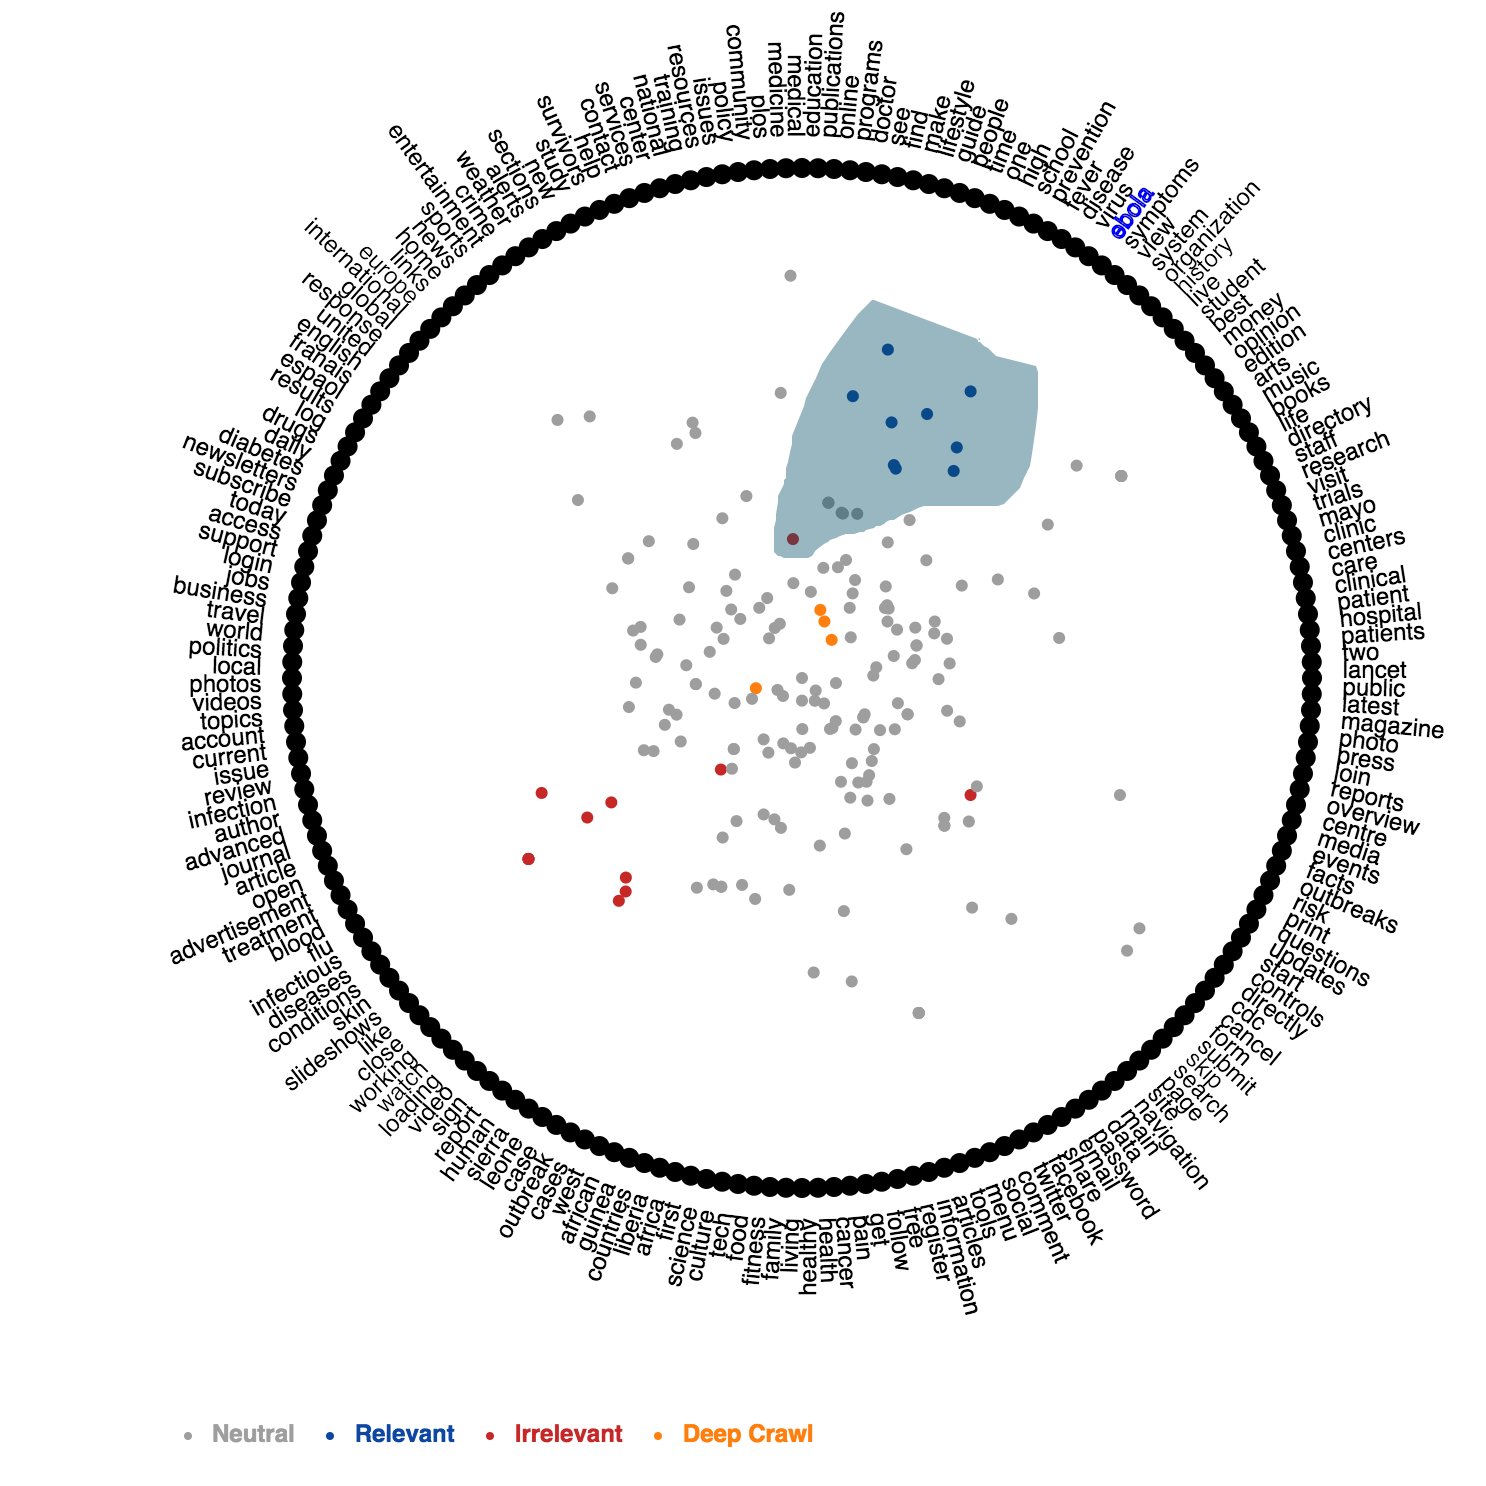 community
resources
medicine
medical
education
publications
online
programs
doctor
see
find
make
lifestyle
guide
people
time
one
high
school
prevention
fever
disease
virus
ebola
symptoms
view
system
organization
history
live
student
best
money
opinion
edition
arts
music
books
life
directory
staff
research
visit
trials
mayo
clinic
centers
care
clinical
patient
hospital
patients
two
lancet
public
latest
magazine
photo
press
join
reports
overview
centre
media
events
facts
outbreaks
risk
print
questions
updates
start
controls
directly
cdc
cancel
form
submit
skip
search
page
site
navigation
main
data
password
email
share
facebook
twitter
comment
social
menu
tools
articles
information
register
free
follow
get
pain
cancer
health
healthy
living
family
fitness
food
tech
culture
science
first
africa
liberia
countries
guinea
african
west
cases
outbreak
case
leone
sierra
human
report
sign
video
loading
watch
working
close
like
slideshows
skin
conditions
diseases
infectious
flu
blood
treatment
advertisement
open
article
journal
advanced
author
infection
review
issue
current
account
topics
videos
photos
local
politics
world
travel
business
jobs
login
support
access
today
subscribe
newsletters
diabetes
daily
drugs
log
results
espaol
franais
english
united
response
global
international
europe
links
home
news
sports
crime
entertainment
weather
alerts
sections
new
study
survivors
help
contact
services
center
national
training
issues
policy
plos
Neutral
Relevant
Irrelevant
Deep Crawl